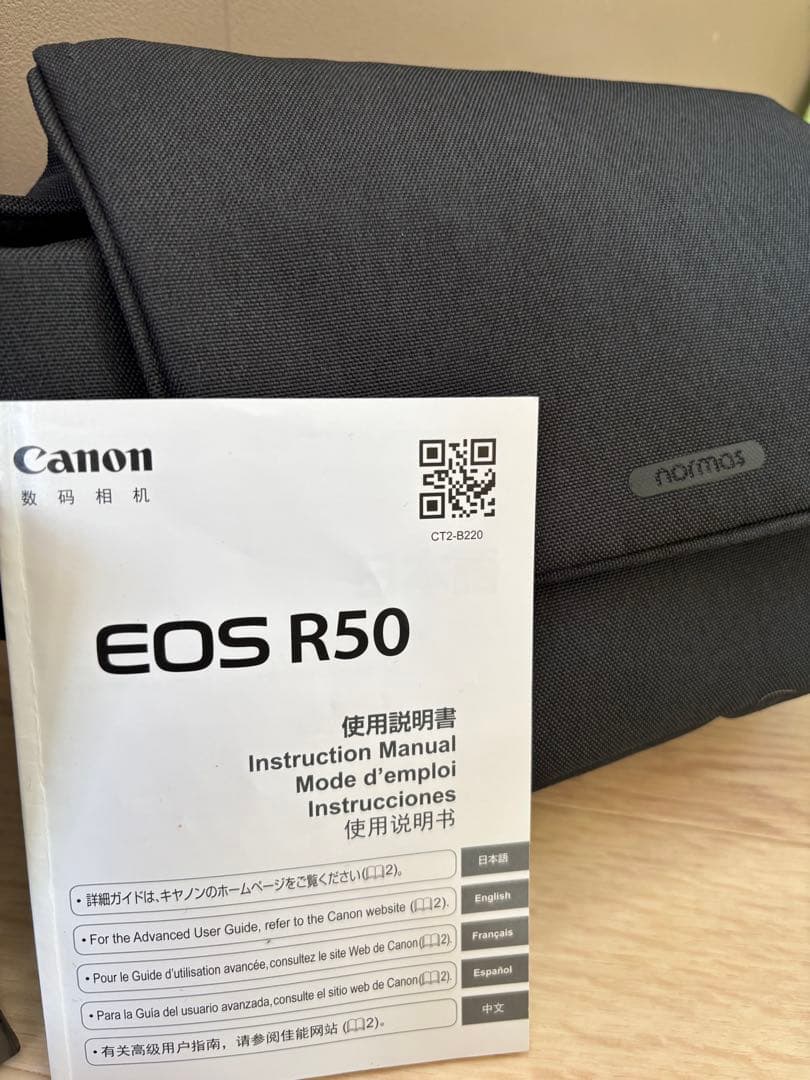 normas
Canon
数码相机
CT2-B220
EOS R50
使用説明書
Instruction Manual
Mode d'emploi
Instrucciones
使用说明书
• 詳細ガイドは、キヤノンのホームページをご覧ください(📖2)。
日本語
• For the Advanced User Guide, refer to the Canon website (📖2).
English
• Pour le Guide d'utilisation avancée, consultez le site Web de Canon(📖2).
Français
• Para la Guía del usuario avanzada, consulte el sitio web de Canon(📖2).
Español
• 有关高级用户指南，请参阅佳能网站 (📖2)。
中文